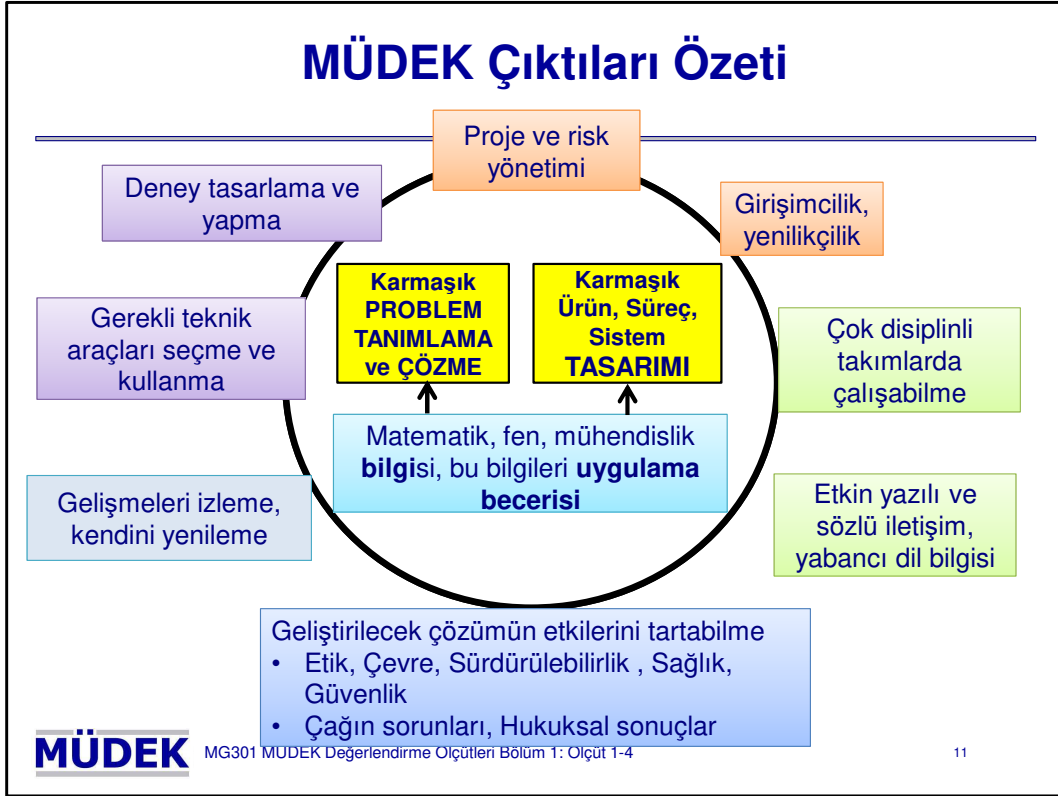 MÜDEK Çıktıları Özeti
Proje ve risk
yönetimi
Deney tasarlama ve
yapma
Girişimcilik,
yenilikçilik
Karmaşık
PROBLEM
TANIMLAMA
ve ÇÖZME
Karmaşık
Ürün, Süreç,
Sistem
TASARIMI
Gerekli teknik
araçları seçme ve
kullanma
Çok disiplinli
takımlarda
çalışabilme
Matematik, fen, mühendislik
bilgisi, bu bilgileri uygulama
becerisi
Gelişmeleri izleme,
kendini yenileme
Etkin yazılı ve
sözlü iletişim,
yabancı dil bilgisi
Geliştirilecek çözümün etkilerini tartabilme
• Etik, Çevre, Sürdürülebilirlik , Sağlık,
Güvenlik
• Çağın sorunları, Hukuksal sonuçlar
MÜDEK
MG301 MÜDEK Değerlendirme Ölçütleri Bölüm 1: Ölçüt 1-4
11